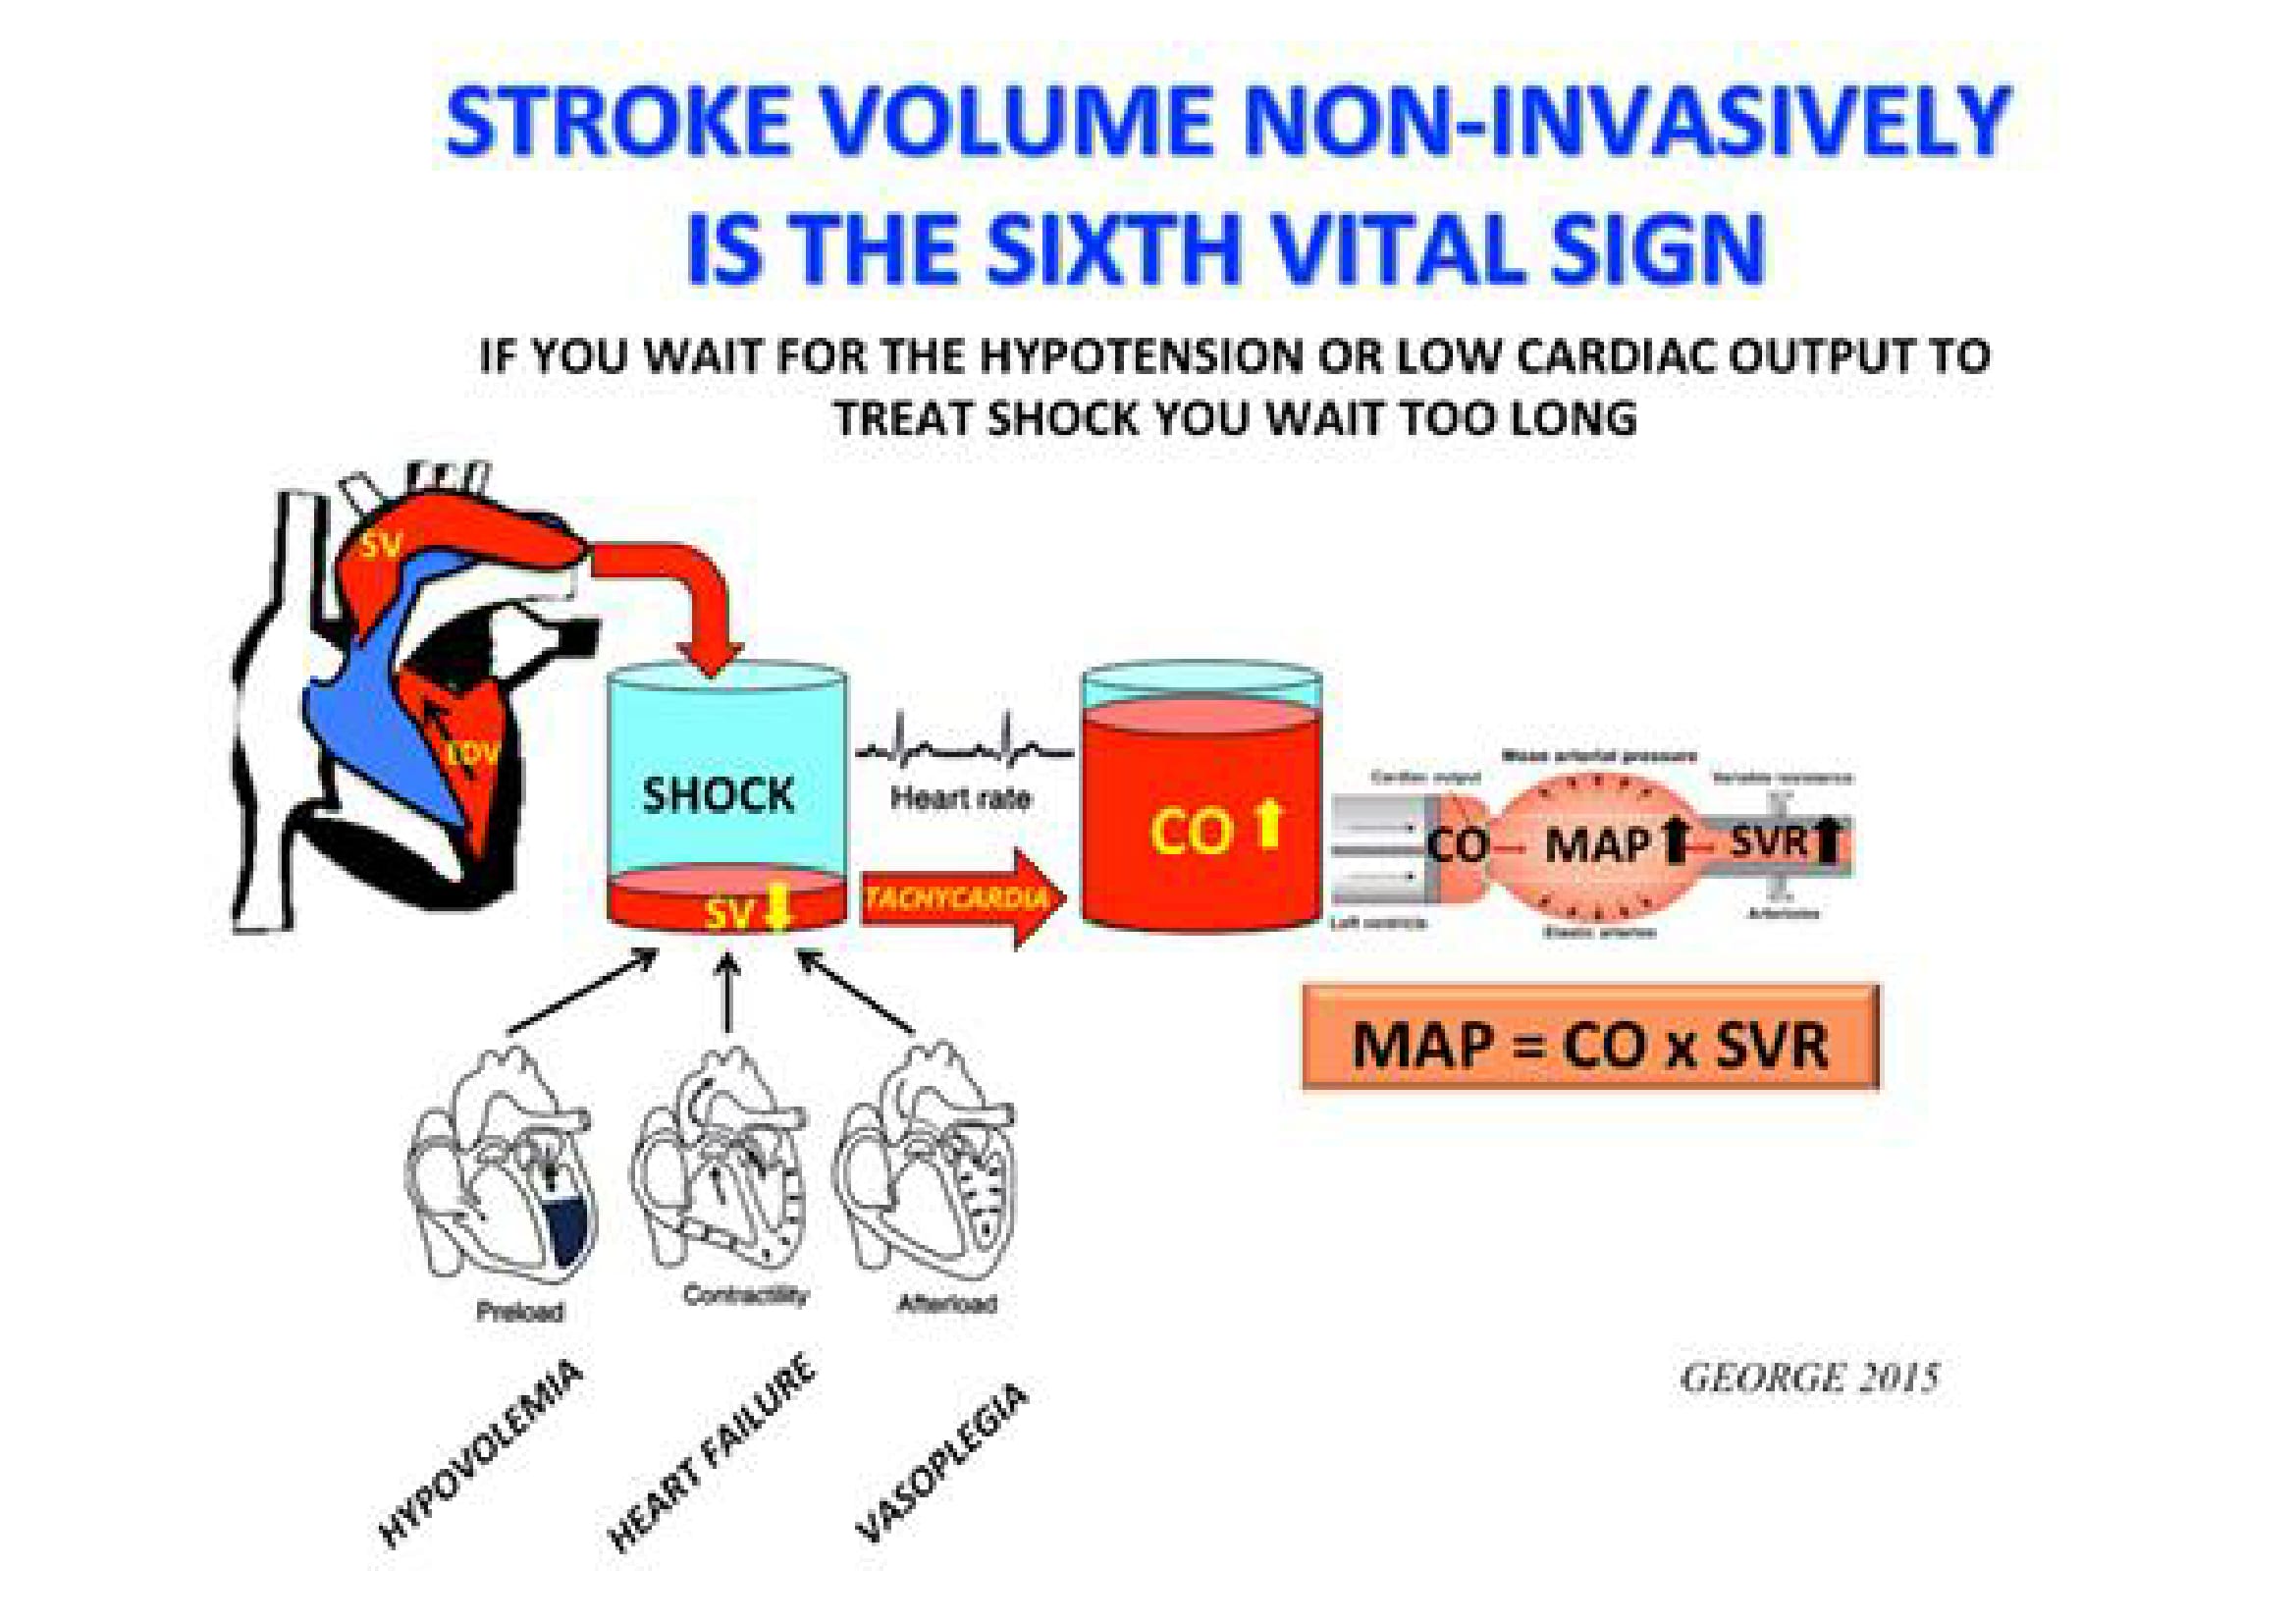 STROKE VOLUME NON-INVASIVELY
IS THE SIXTH VITAL SIGN
IF YOU WAIT FOR THE HYPOTENSION OR LOW CARDIAC OUTPUT TO
TREAT SHOCK YOU WAIT TOO LONG
SV
EDV
SHOCK
SV
Heart rate
TACHYCARDIA
CO
Cardiac output
Mean arterial pressure
Variable resistance
CO
MAP
SVR
Left ventricle
Elastic arteries
Arterioles
MAP = CO x SVR
Preload
Contractility
Afterload
HYPOVOLEMIA
HEART FAILURE
VASOPLEGIA
GEORGE 2015